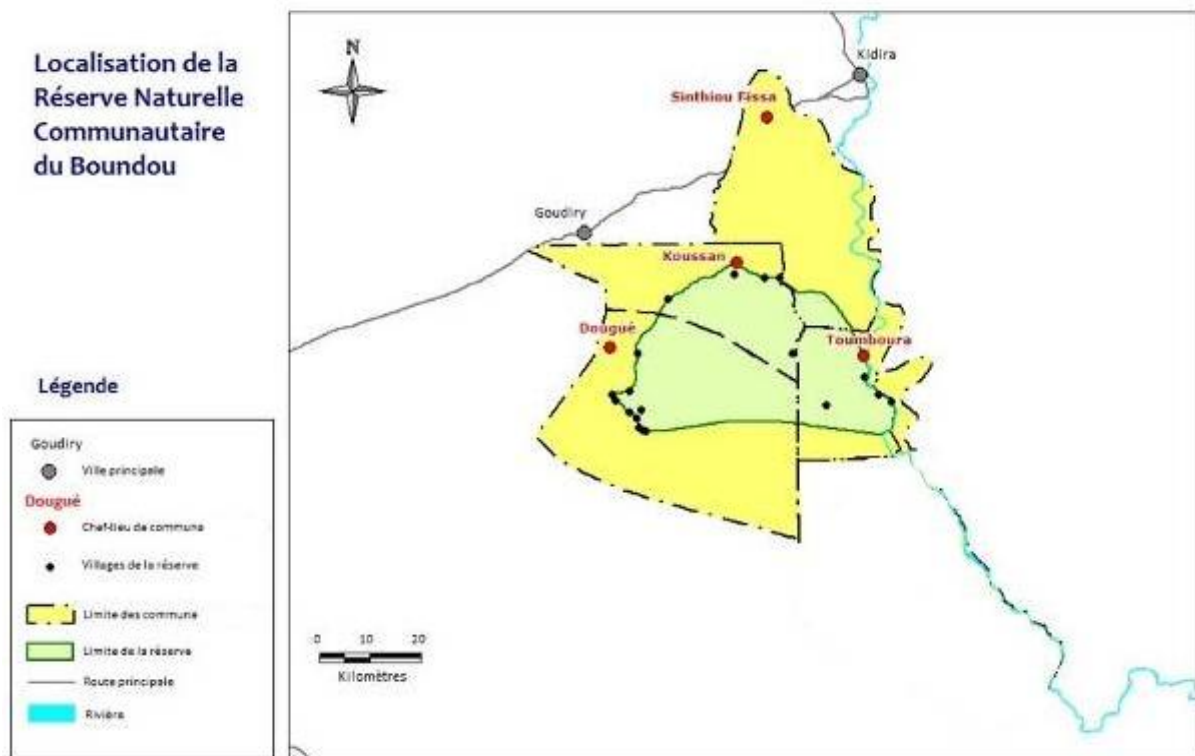 Localisation de la
Réserve Naturelle
Communautaire
du Boundou
N
Kidira
Sinthiou Fissa
Goudiry
Koussan
Dougué
Toumboura
Légende
Goudiry
Ville principale
Dougué
Chef-lieu de commune
Villages de la réserve
Limite des commune
Limite de la réserve
Route principale
Rivière
0 10 20
Kilomètres